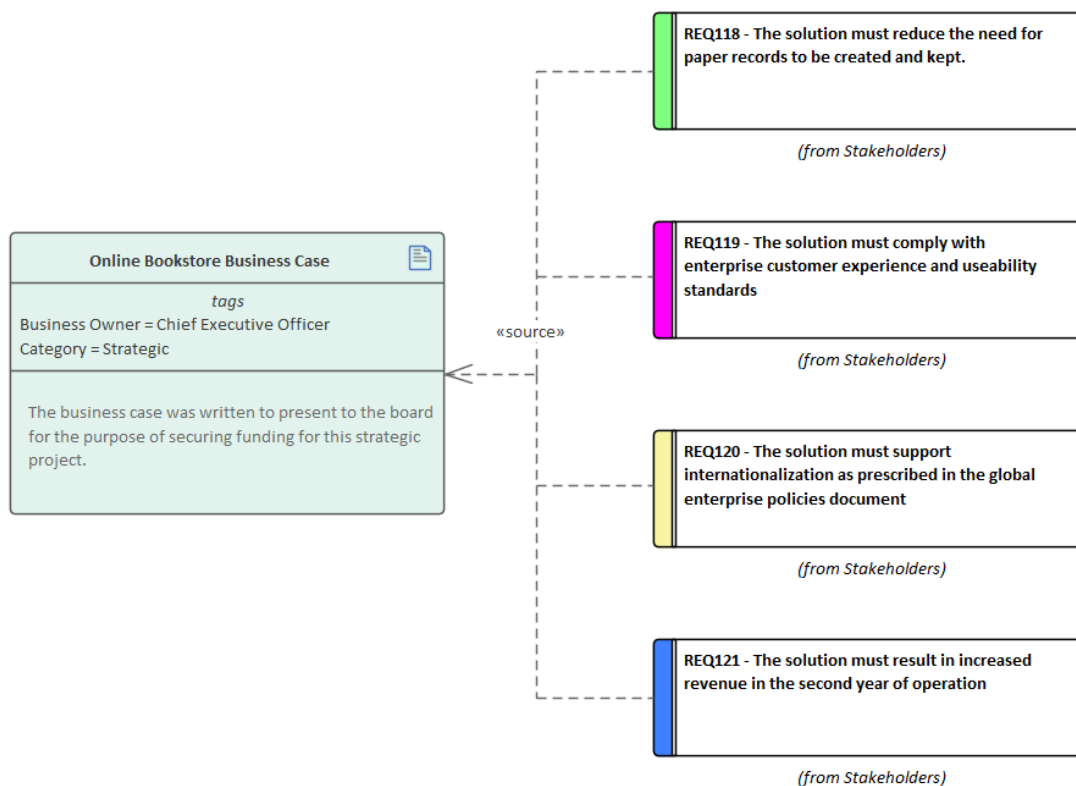 REQ118 - The solution must reduce the need for
paper records to be created and kept.
(from Stakeholders)
REQ119 - The solution must comply with
enterprise customer experience and useability
standards
(from Stakeholders)
Online Bookstore Business Case
tags
Business Owner = Chief Executive Officer
Category = Strategic
The business case was written to present to the board
for the purpose of securing funding for this strategic
project.
«source»
REQ120 - The solution must support
internationalization as prescribed in the global
enterprise policies document
(from Stakeholders)
REQ121 - The solution must result in increased
revenue in the second year of operation
(from Stakeholders)